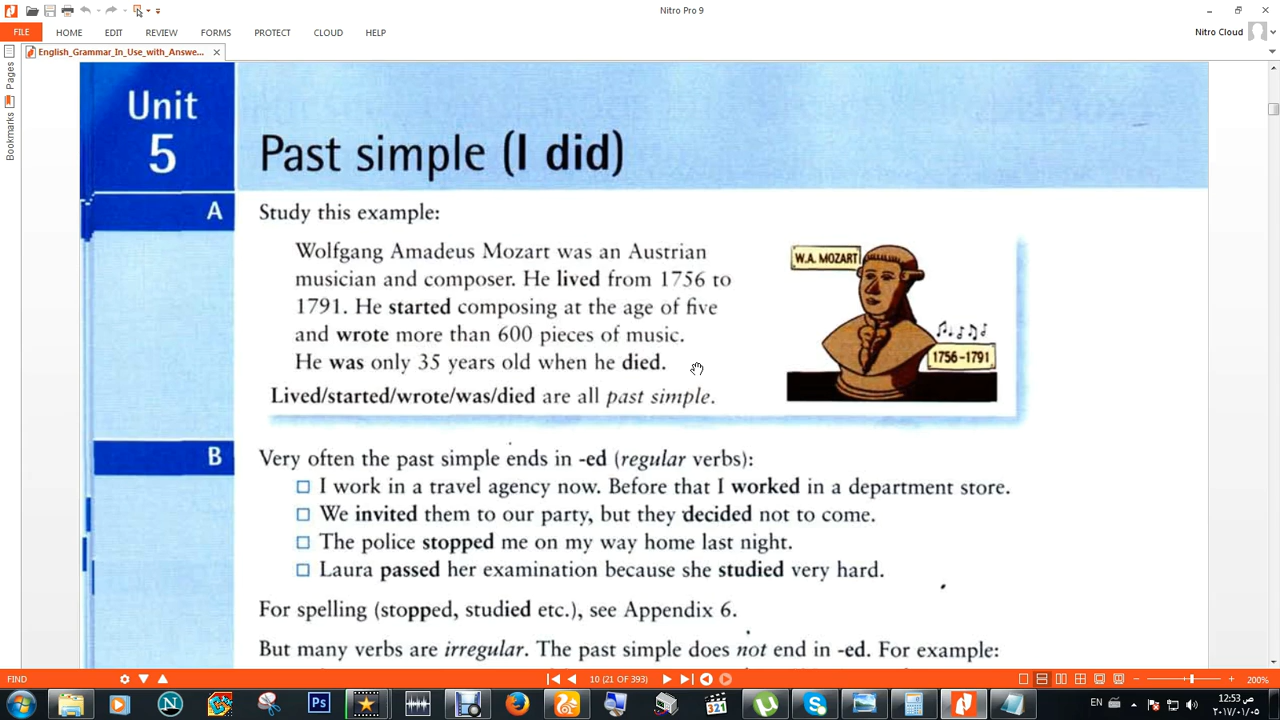 Nitro Pro 9
FILE HOME EDIT REVIEW FORMS PROTECT CLOUD HELP Nitro Cloud
English_Grammar_In_Use_with_Answe...
Pages
Bookmarks
Unit
5
Past simple (I did)
A
Study this example:
Wolfgang Amadeus Mozart was an Austrian
musician and composer. He lived from 1756 to
1791. He started composing at the age of five
and wrote more than 600 pieces of music.
He was only 35 years old when he died.
W.A. MOZART
1756-1791
Lived/started/wrote/was/died are all past simple.
B
Very often the past simple ends in -ed (regular verbs):
I work in a travel agency now. Before that I worked in a department store.
We invited them to our party, but they decided not to come.
The police stopped me on my way home last night.
Laura passed her examination because she studied very hard.
For spelling (stopped, studied etc.), see Appendix 6.
But many verbs are irregular. The past simple does not end in -ed. For example:
FIND
10 (21 OF 393)
200%
Ps
321
EN
12:53 ص
٢٠١٧/٠١/٠٥